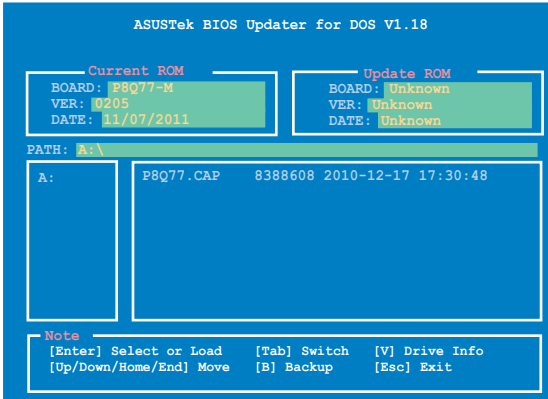 ASUSTek BIOS Updater for DOS V1.18
Current ROM
BOARD: P8Q77-M
VER: 0205
DATE: 11/07/2011
Update ROM
BOARD: Unknown
VER: Unknown
DATE: Unknown
PATH: A:\
A:
P8Q77.CAP 8388608 2010-12-17 17:30:48
Note
[Enter] Select or Load [Tab] Switch [V] Drive Info
[Up/Down/Home/End] Move [B] Backup [Esc] Exit